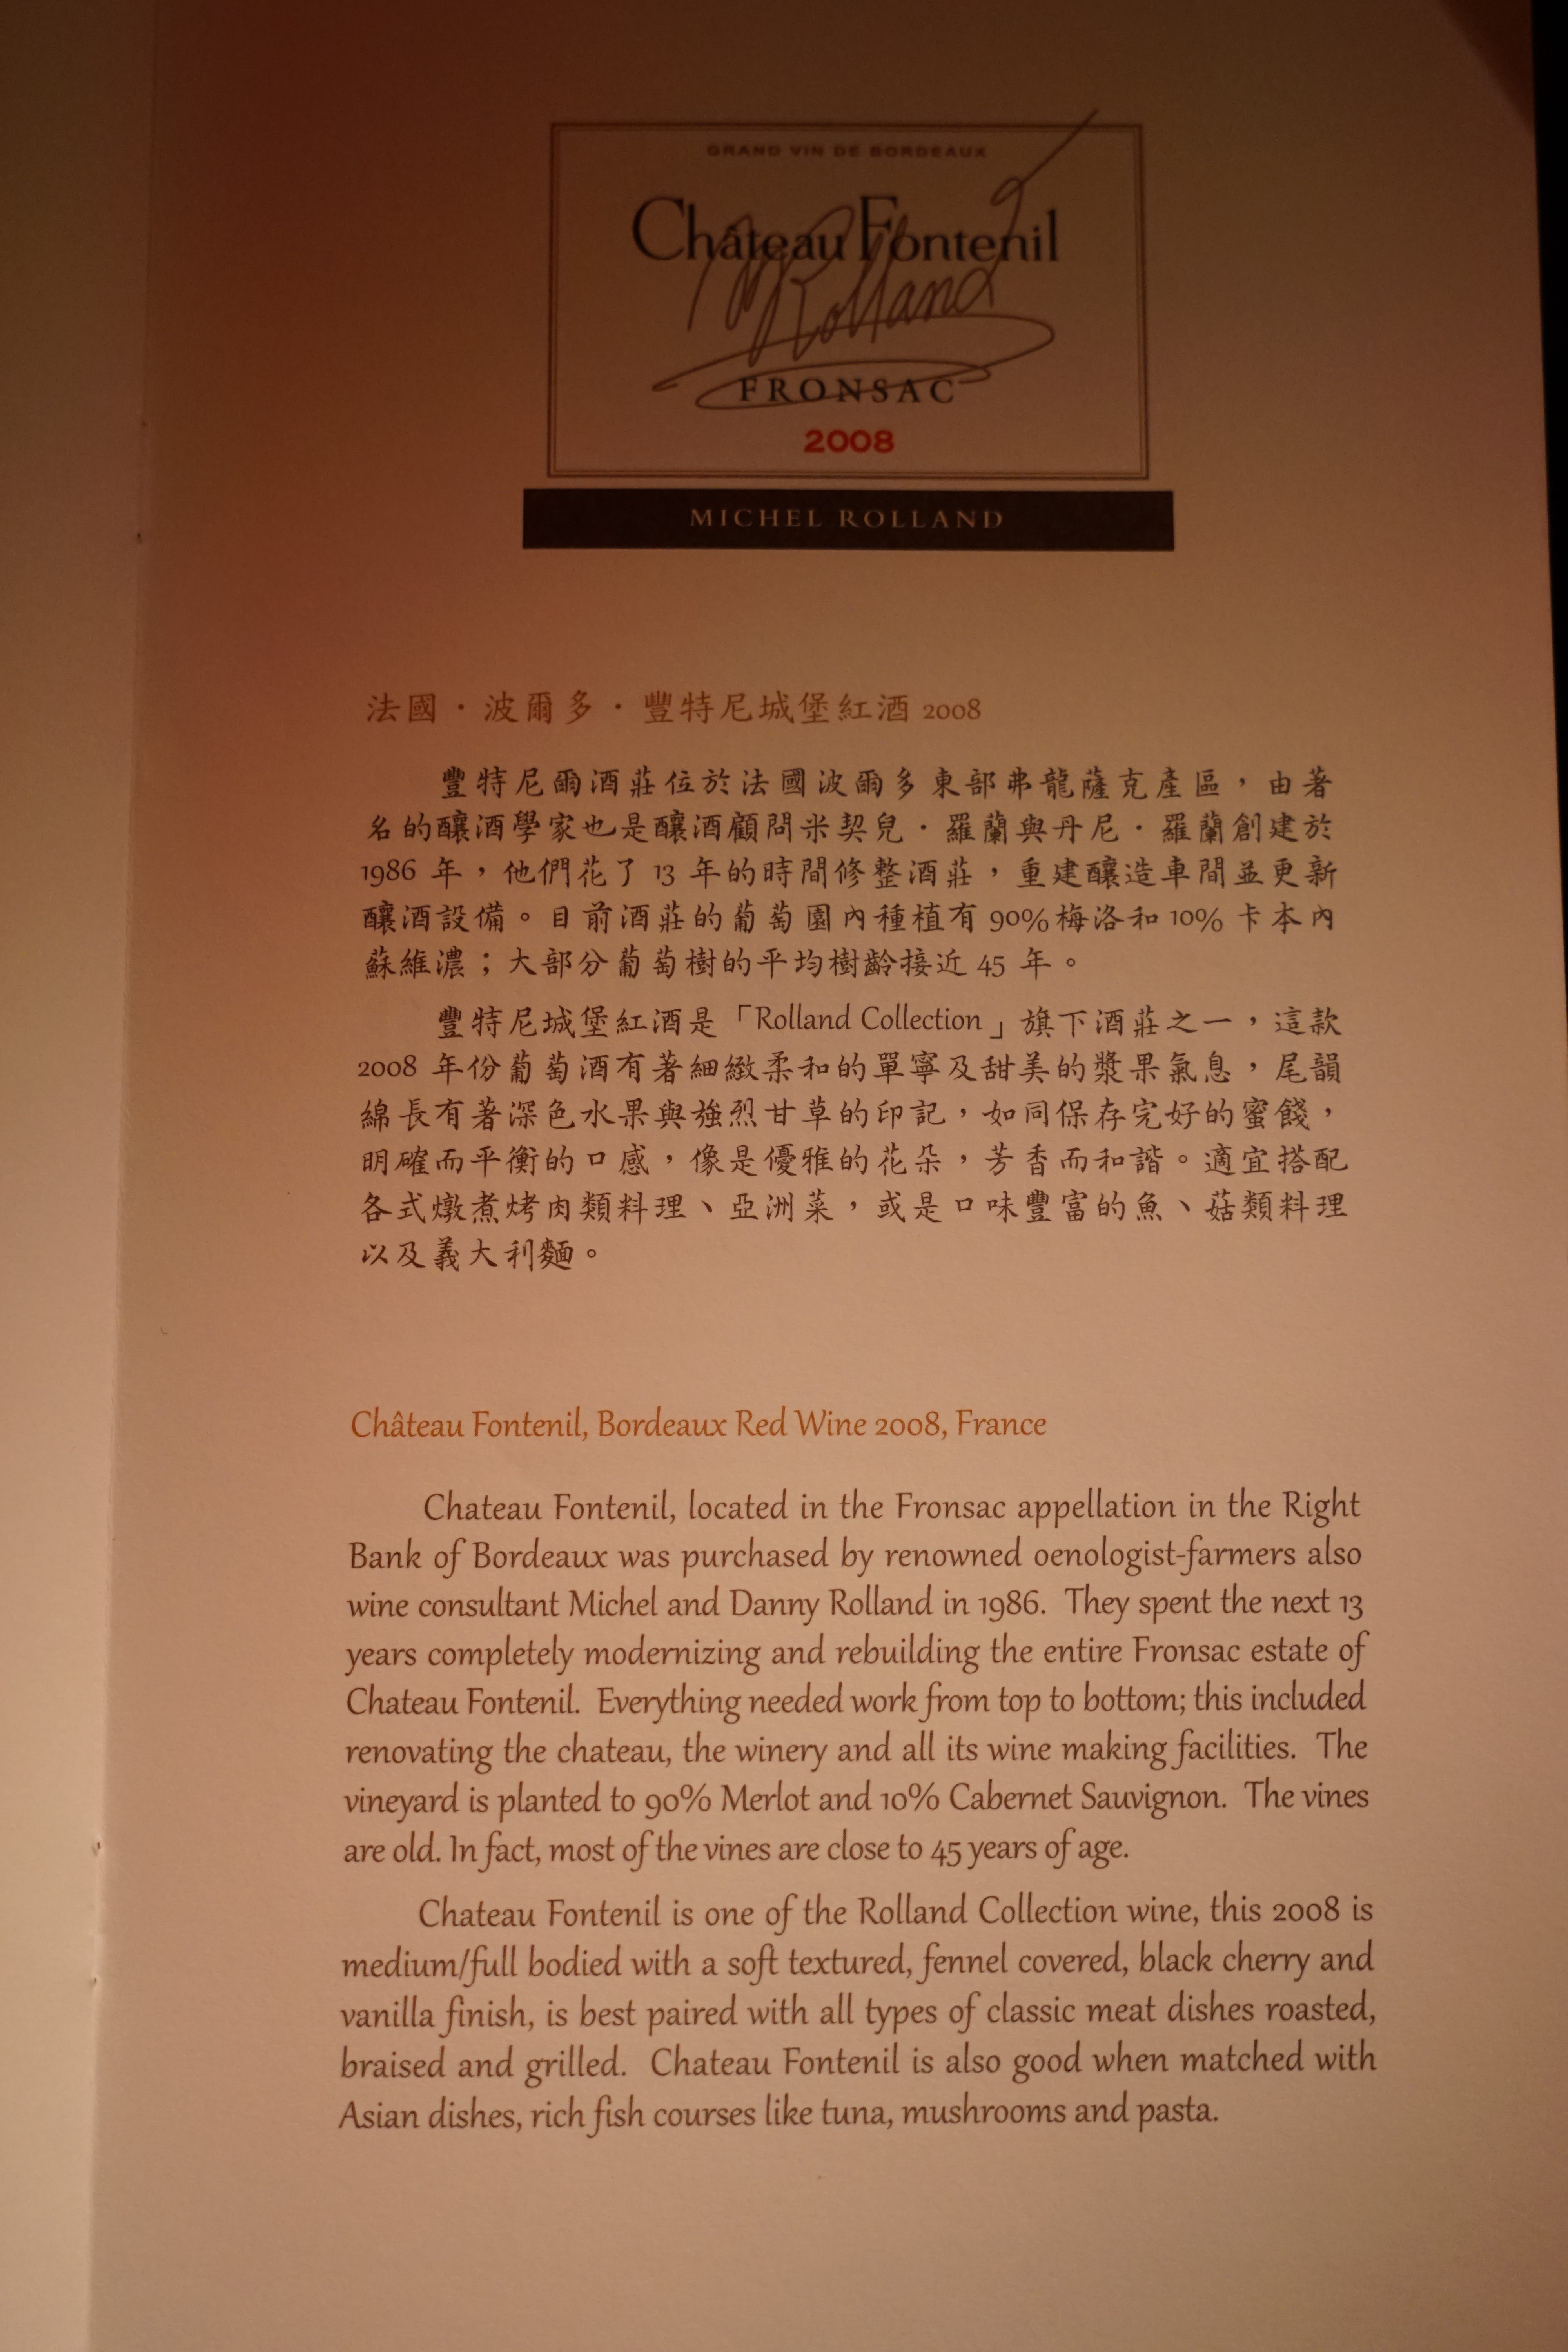 GRAND VIN DE BORDEAUX
Château Fontenil
Rolland
FRONSAC
2008
MICHEL ROLLAND
法國・波爾多・豐特尼城堡紅酒 2008
豐特尼爾酒莊位於法國波爾多東部弗龍薩克產區，由著
名的釀酒學家也是釀酒顧問米契兒・羅蘭與丹尼・羅蘭創建於
1986 年，他們花了 13 年的時間修整酒莊，重建釀造車間並更新
釀酒設備。目前酒莊的葡萄園內種植有 90%梅洛和 10% 卡本內
蘇維濃；大部分葡萄樹的平均樹齡接近 45 年。
豐特尼城堡紅酒是「Rolland Collection」旗下酒莊之一，這款
2008 年份葡萄酒有著細緻柔和的單寧及甜美的漿果氣息，尾韻
綿長有著深色水果與強烈甘草的印記，如同保存完好的蜜餞，
明確而平衡的口感，像是優雅的花朵，芳香而和諧。適宜搭配
各式燉煮烤肉類料理、亞洲菜，或是口味豐富的魚、菇類料理
以及義大利麵。
Château Fontenil, Bordeaux Red Wine 2008, France
Chateau Fontenil, located in the Fronsac appellation in the Right
Bank of Bordeaux was purchased by renowned oenologist-farmers also
wine consultant Michel and Danny Rolland in 1986. They spent the next 13
years completely modernizing and rebuilding the entire Fronsac estate of
Chateau Fontenil. Everything needed work from top to bottom; this included
renovating the chateau, the winery and all its wine making facilities. The
vineyard is planted to 90% Merlot and 10% Cabernet Sauvignon. The vines
are old. In fact, most of the vines are close to 45 years of age.
Chateau Fontenil is one of the Rolland Collection wine, this 2008 is
medium/full bodied with a soft textured, fennel covered, black cherry and
vanilla finish, is best paired with all types of classic meat dishes roasted,
braised and grilled. Chateau Fontenil is also good when matched with
Asian dishes, rich fish courses like tuna, mushrooms and pasta.